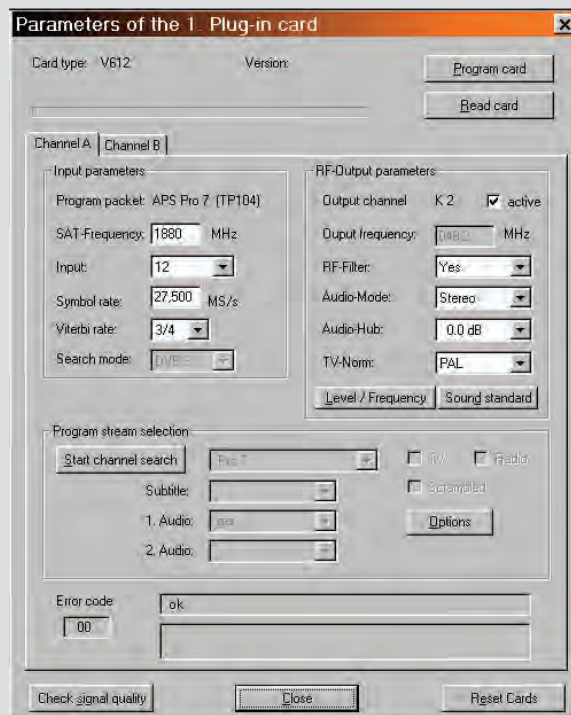 Parameters of the 1. Plug-in card
Card type: V612 Version:
Program card
Read card
Channel A Channel B
Input parameters
Program packet: APS Pro 7 (TP104)
SAT-Frequency: 1880 MHz
Input: 12
Symbol rate: 27,500 MS/s
Viterbi rate: 3/4
Search mode:
RF-Output parameters
Output channel K 2 active
Ouput frequency: MHz
RF-Filter: Yes
Audio-Mode: Stereo
Audio-Hub: 0.0 dB
TV-Norm: PAL
Level / Frequency Sound standard
Program stream selection
Start channel search Pro 7 TV Radio
Subtitle: Scrambled
1. Audio:
2. Audio:
Options
Error code ok
00
Check signal quality Close Reset Cards